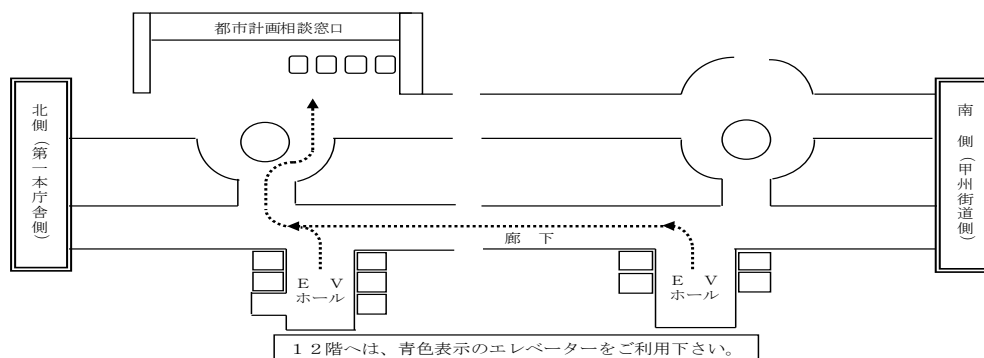 都市計画相談窓口
北側（第一本庁舎側）
南側（甲州街道側）
廊下
ＥＶ
ホール
ＥＶ
ホール
１２階へは、青色表示のエレベーターをご利用下さい。